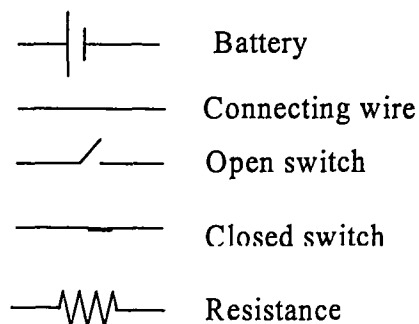 Battery
Connecting wire
Open switch
Closed switch
Resistance